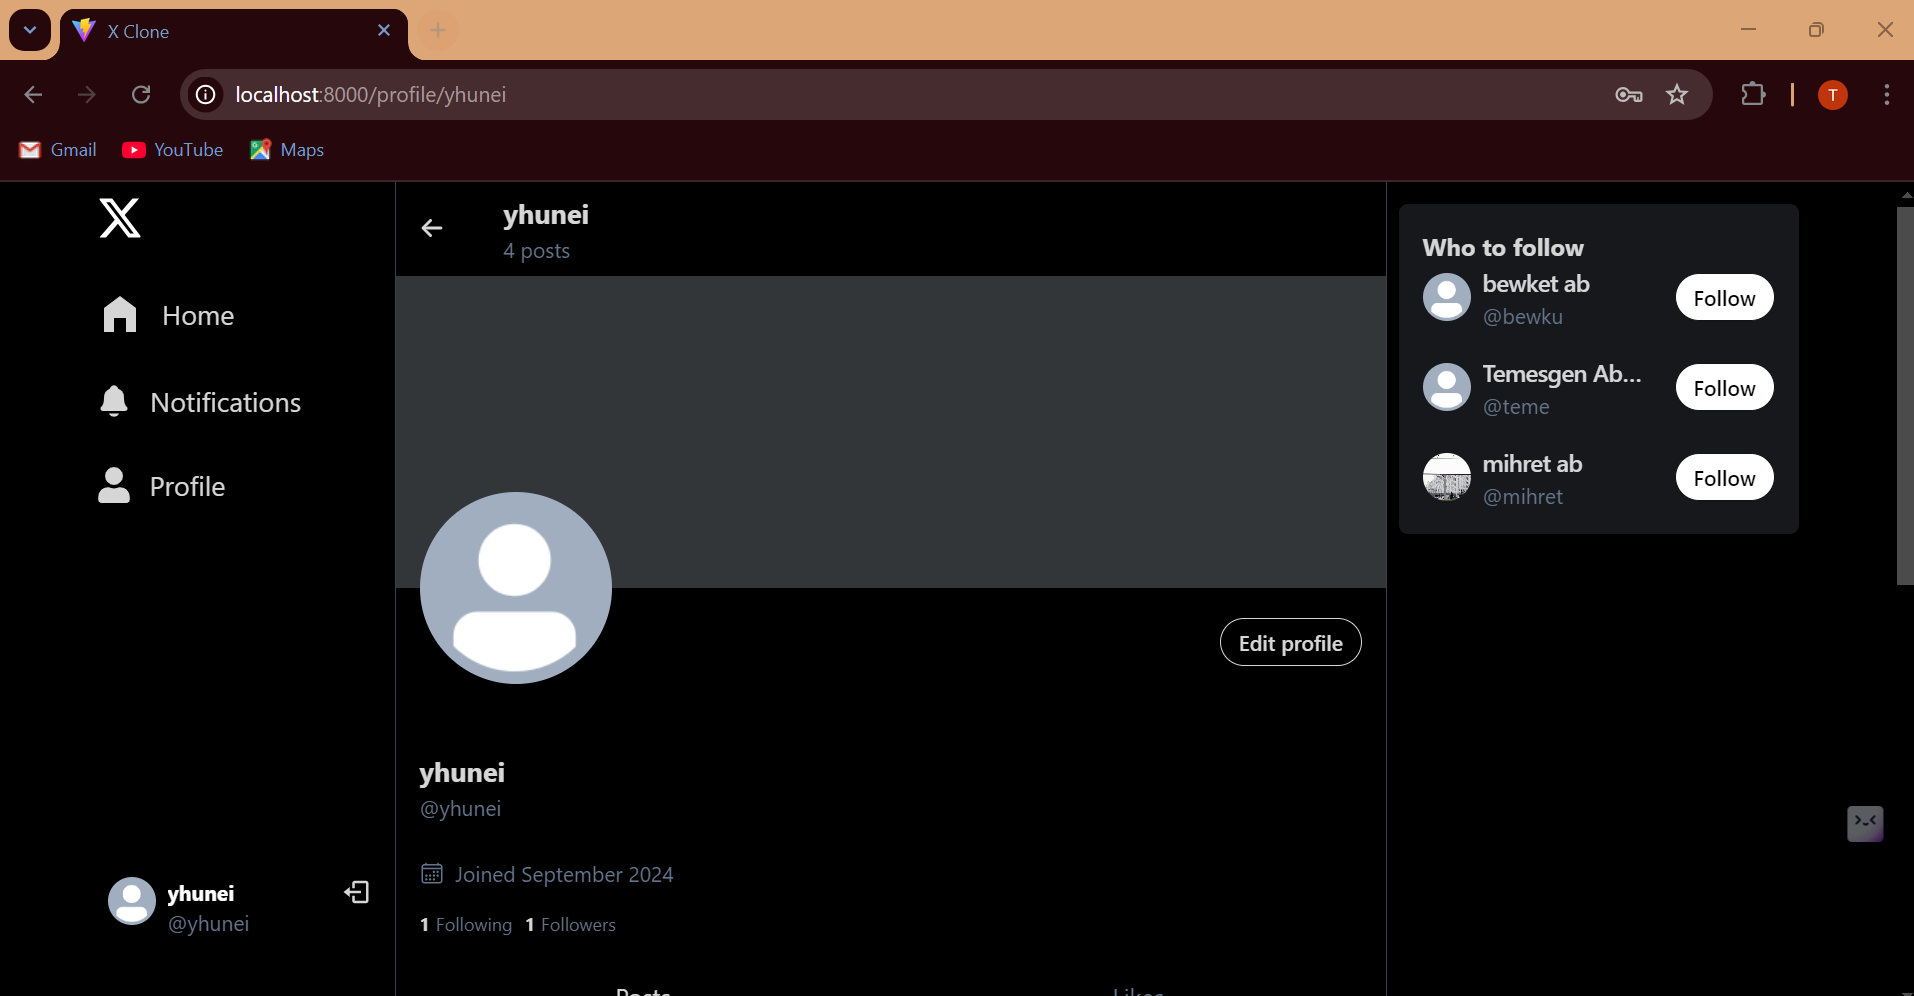 X Clone
localhost:8000/profile/yhunei
T
Gmail
YouTube
Maps
Home
Notifications
Profile
yhunei
@yhunei
yhunei
4 posts
Edit profile
yhunei
@yhunei
Joined September 2024
1 Following 1 Followers
Posts
Likes
Who to follow
bewket ab
@bewku
Follow
Temesgen Ab...
@teme
Follow
mihret ab
@mihret
Follow